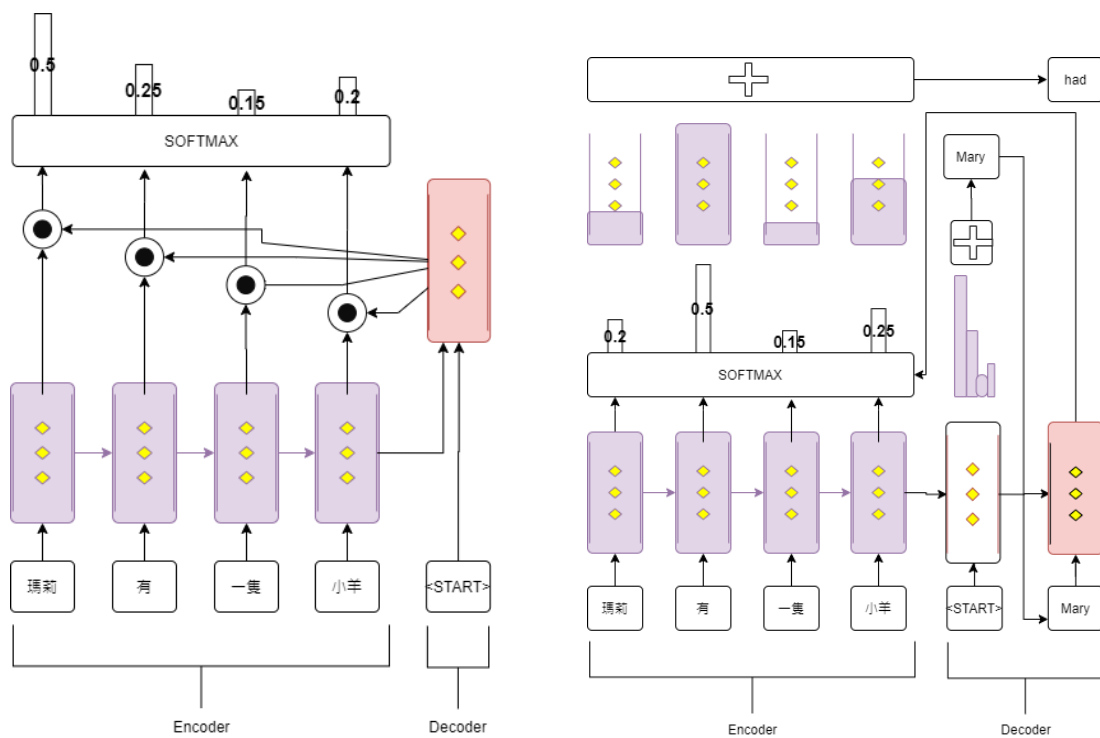 0.5
0.25
0.15
0.2
SOFTMAX
瑪莉
有
一隻
小羊
<START>
Encoder
Decoder
had
Mary
0.2
0.5
0.15
0.25
SOFTMAX
瑪莉
有
一隻
小羊
<START>
Mary
Encoder
Decoder